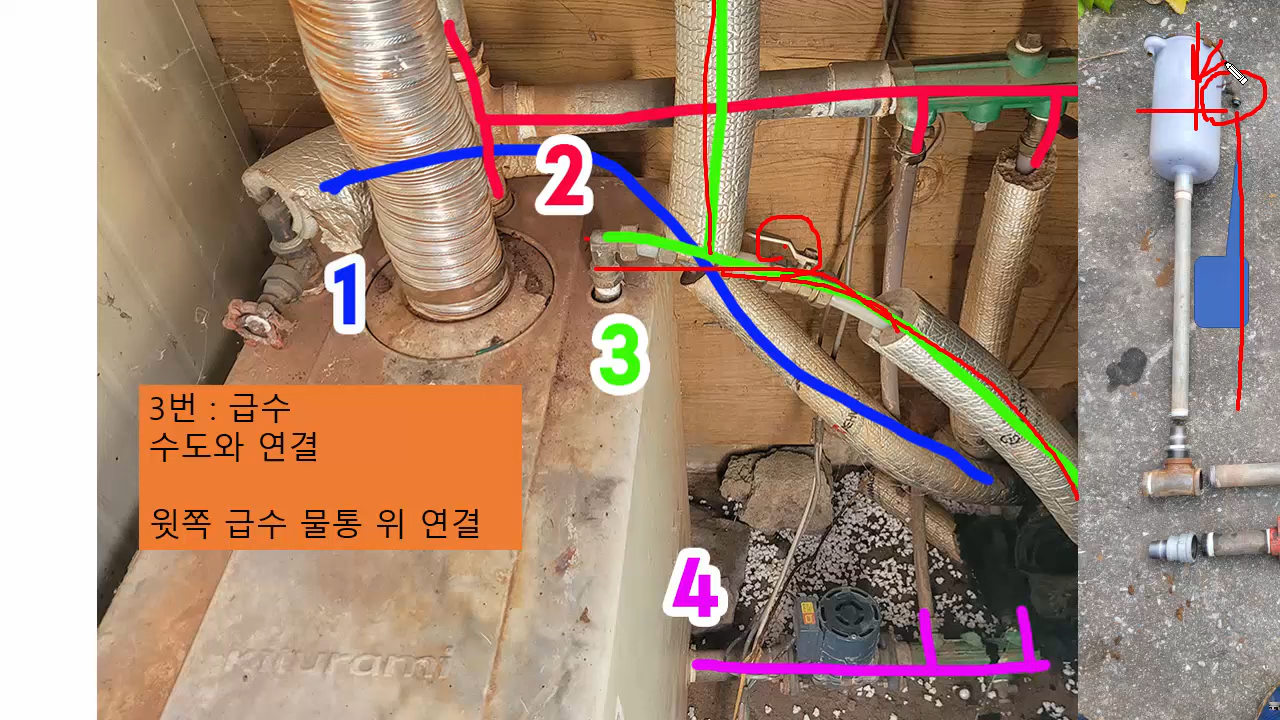 2
1
3
3번 : 급수
수도와 연결
윗쪽 급수 물통 위 연결
4
kiturami